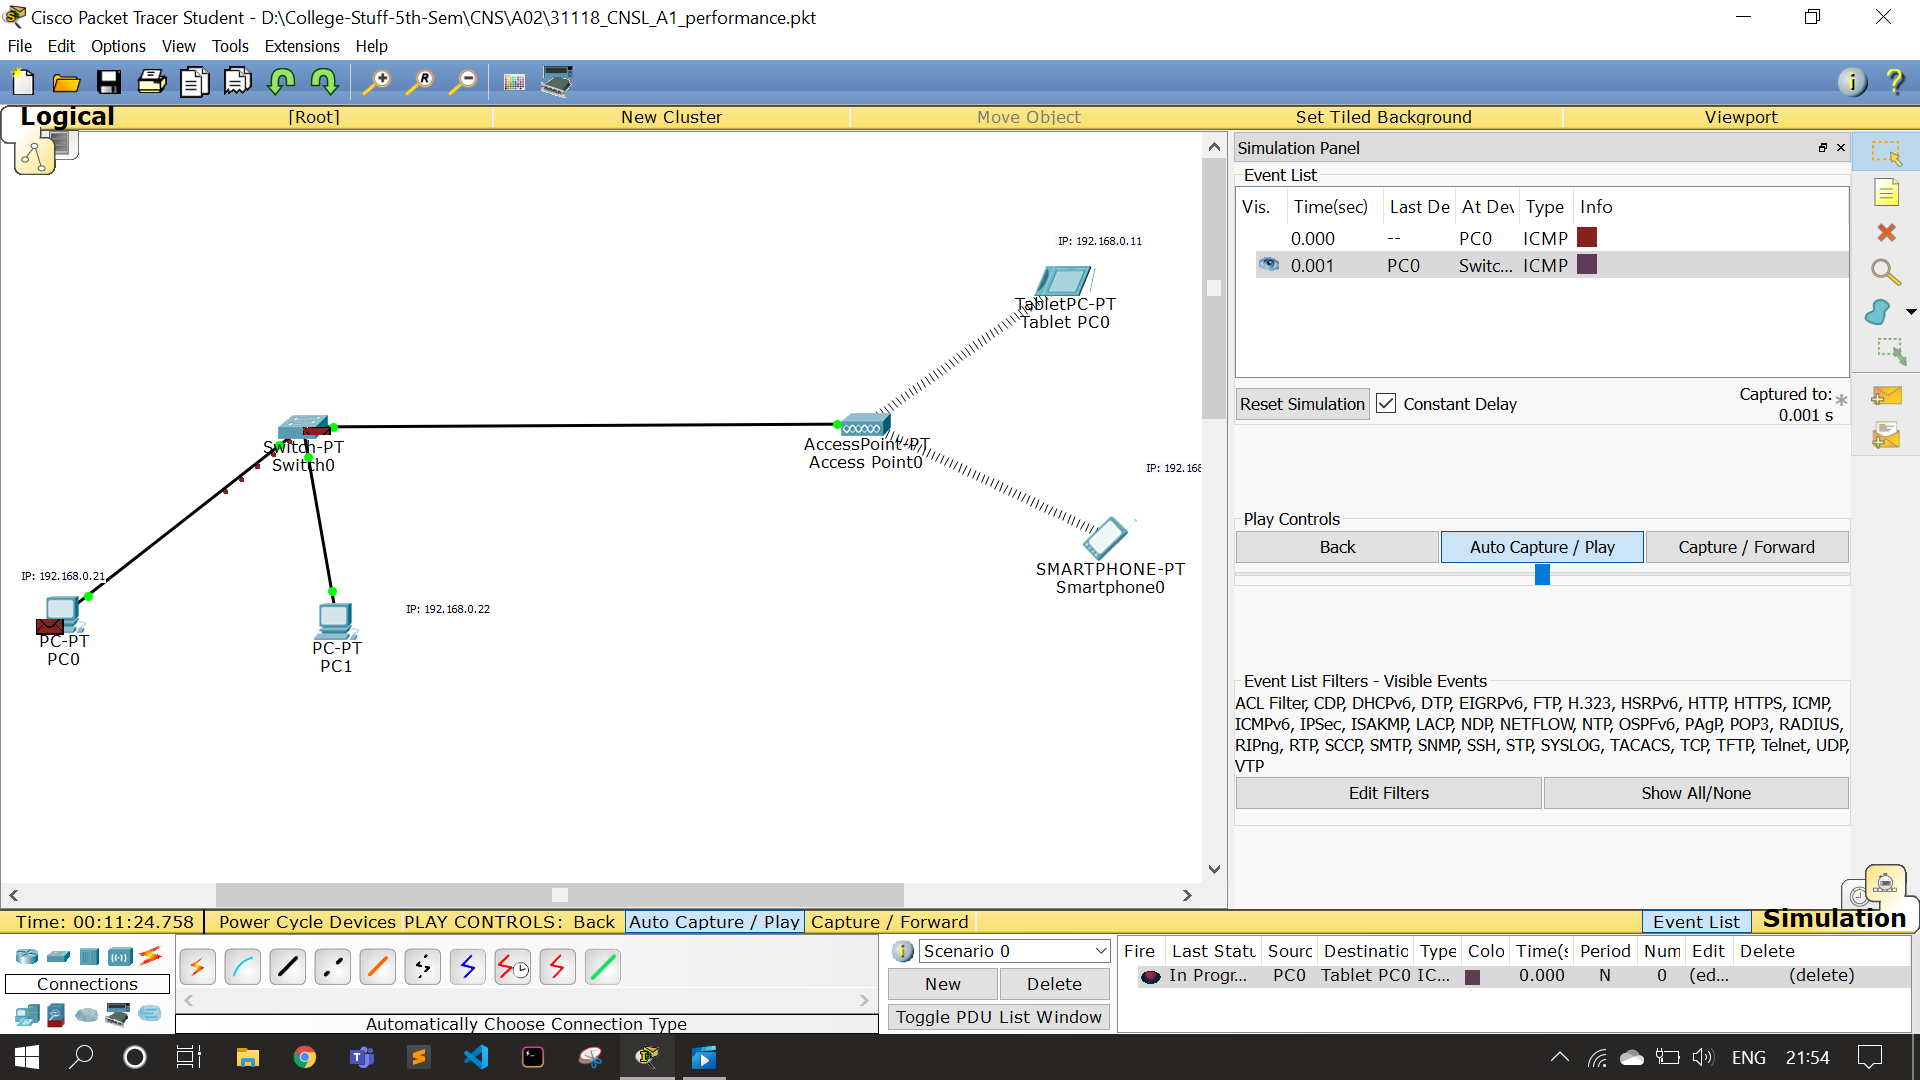 Cisco Packet Tracer Student - D:\College-Stuff-5th-Sem\CNS\A02\31118_CNSL_A1_performance.pkt
File Edit Options View Tools Extensions Help
Logical [Root] New Cluster Move Object Set Tiled Background Viewport
IP: 192.168.0.11
TabletPC-PT
Tablet PC0
Switch-PT
Switch0
AccessPoint-PT
Access Point0
IP: 192.168
SMARTPHONE-PT
Smartphone0
IP: 192.168.0.21
PC-PT
PC0
IP: 192.168.0.22
PC-PT
PC1
Simulation Panel
Event List
Vis. Time(sec) Last De At Dev Type Info
0.000 -- PC0 ICMP
0.001 PC0 Switc... ICMP
Reset Simulation Constant Delay Captured to: *
0.001 s
Play Controls
Back Auto Capture / Play Capture / Forward
Event List Filters - Visible Events
ACL Filter, CDP, DHCPv6, DTP, EIGRPv6, FTP, H.323, HSRPv6, HTTP, HTTPS, ICMP,
ICMPv6, IPSec, ISAKMP, LACP, NDP, NETFLOW, NTP, OSPFv6, PAgP, POP3, RADIUS,
RIPng, RTP, SCCP, SMTP, SNMP, SSH, STP, SYSLOG, TACACS, TCP, TFTP, Telnet, UDP,
VTP
Edit Filters Show All/None
Time: 00:11:24.758 Power Cycle Devices PLAY CONTROLS: Back Auto Capture / Play Capture / Forward Event List Simulation
Connections
Automatically Choose Connection Type
Scenario 0
New Delete
Toggle PDU List Window
Fire Last Statu Sourc Destinatio Type Colo Time(s Period Num Edit Delete
In Progr... PC0 Tablet PC0 IC... 0.000 N 0 (ed... (delete)
ENG 21:54